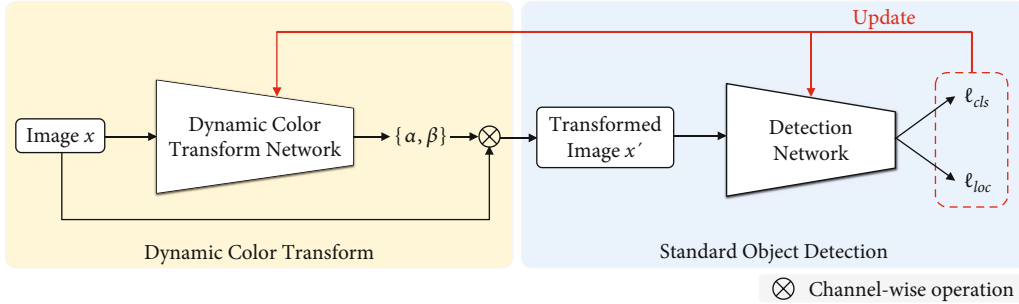 Update
Image x
Dynamic Color
Transform Network
{α, β}
Transformed
Image x′
Detection
Network
ℓcls
ℓloc
Dynamic Color Transform
Standard Object Detection
Channel-wise operation